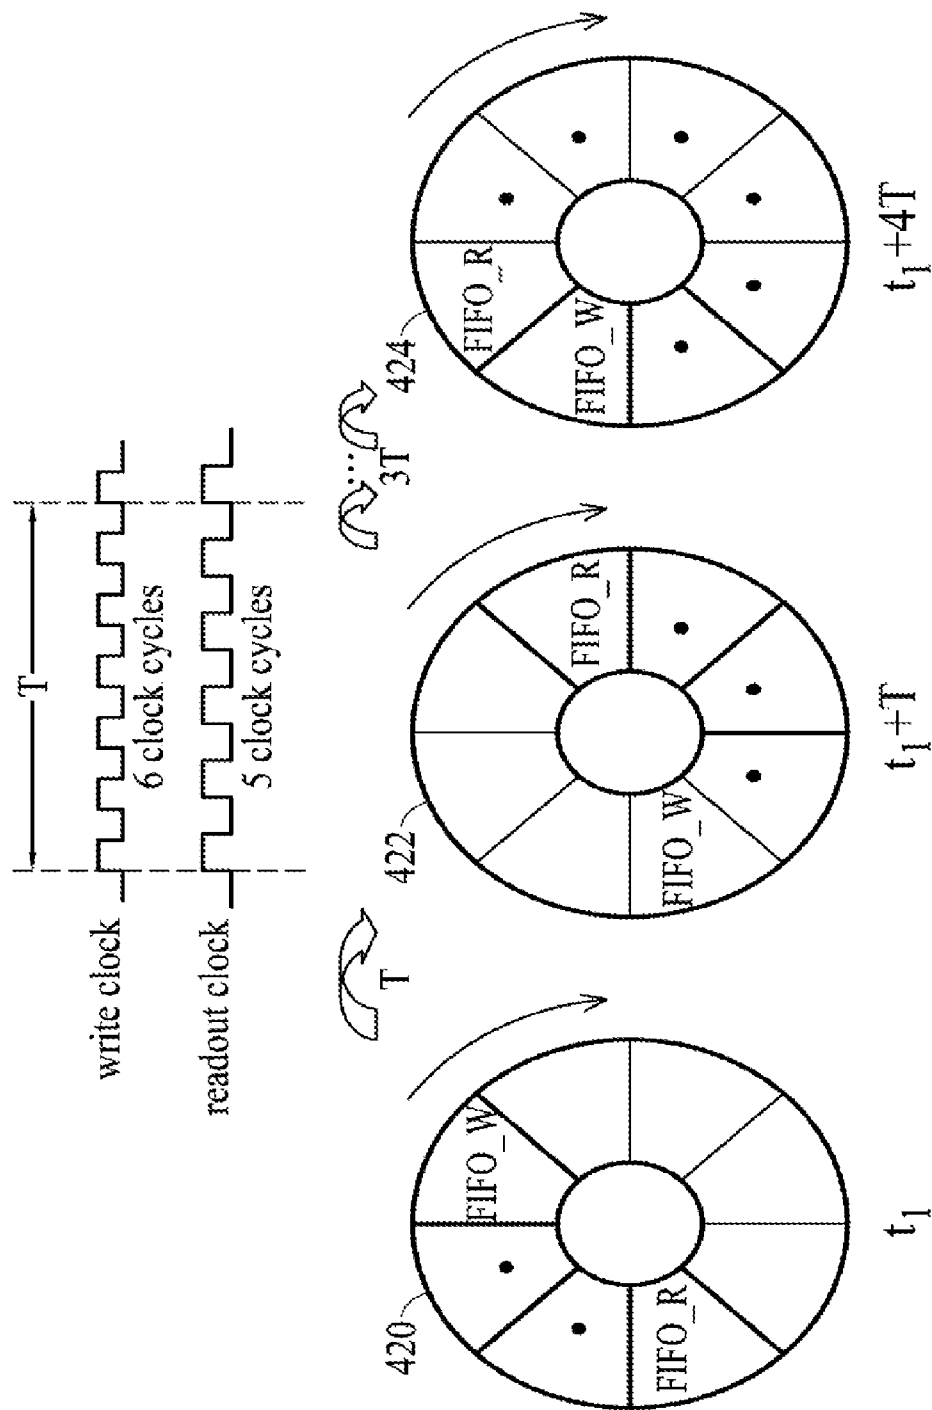 T
write clock
6 clock cycles
readout clock
5 clock cycles
T
...
3T
420
FIFO_W
FIFO_R
t1
422
FIFO_R
FIFO_W
t1+T
424
FIFO_R
FIFO_W
t1+4T